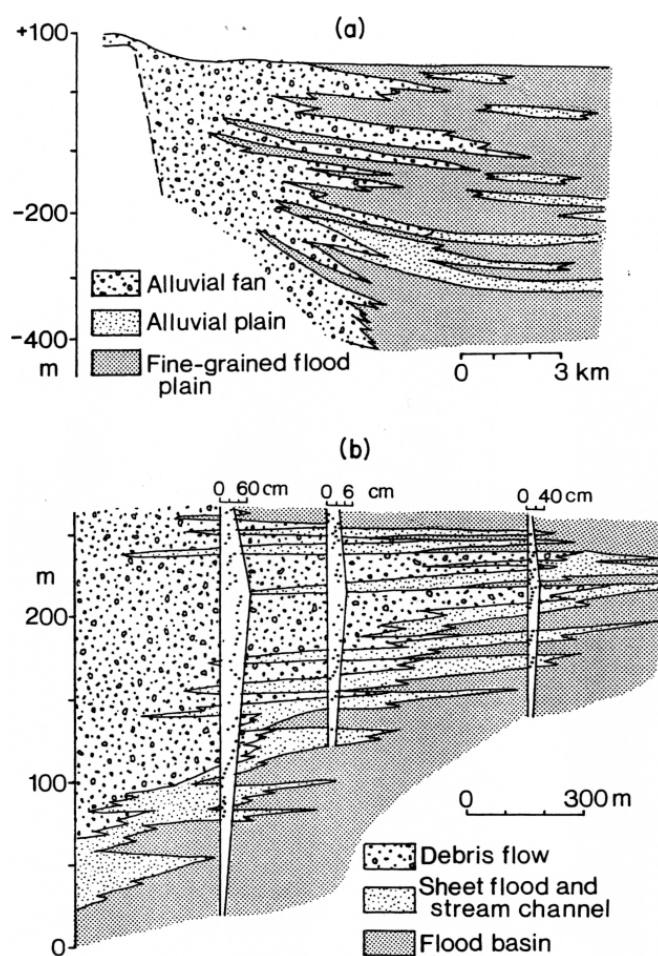 (a)
+100
-200
-400
m
Alluvial fan
Alluvial plain
Fine-grained flood
plain
0 3 km
(b)
0 60 cm
0 6 cm
0 40 cm
m
200
100
0
0 300 m
Debris flow
Sheet flood and
stream channel
Flood basin